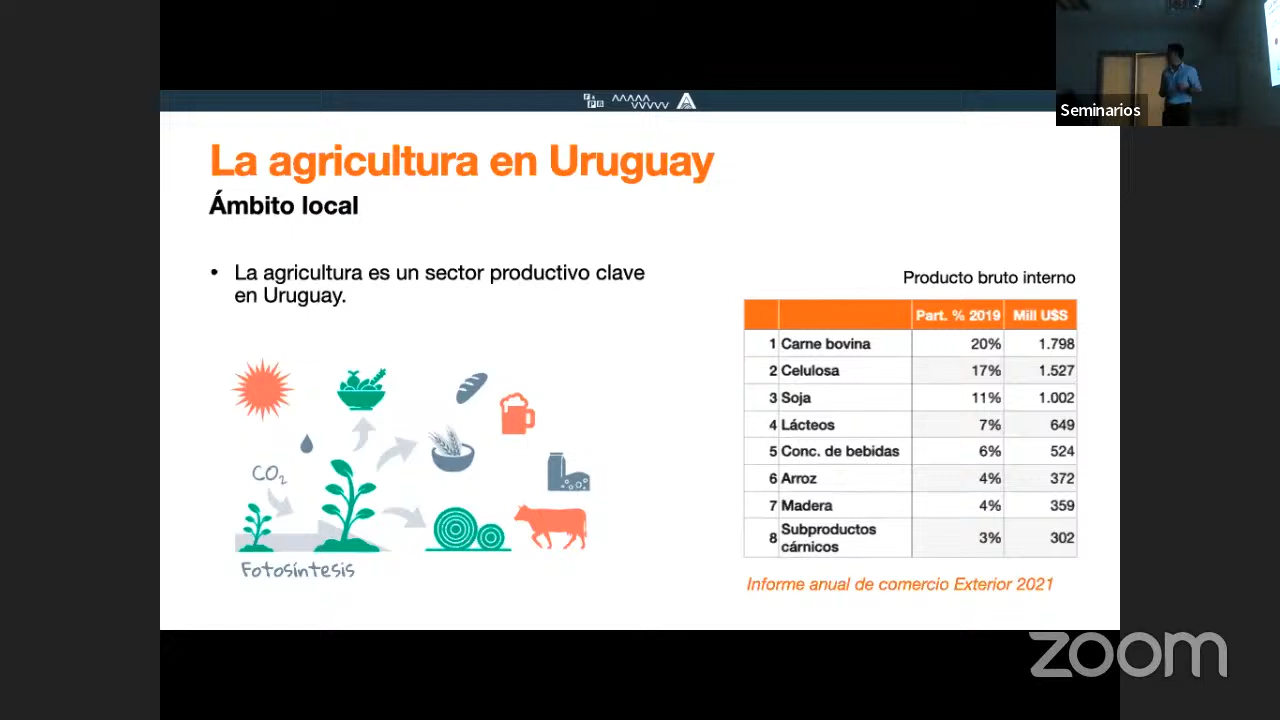 Seminarios
La agricultura en Uruguay
Ámbito local
• La agricultura es un sector productivo clave
en Uruguay.
Producto bruto interno
Part. % 2019 Mill U$S
1 Carne bovina 20% 1.798
2 Celulosa 17% 1.527
3 Soja 11% 1.002
4 Lácteos 7% 649
5 Conc. de bebidas 6% 524
6 Arroz 4% 372
7 Madera 4% 359
8 Subproductos
cárnicos 3% 302
CO2
Fotosíntesis
Informe anual de comercio Exterior 2021
zoom